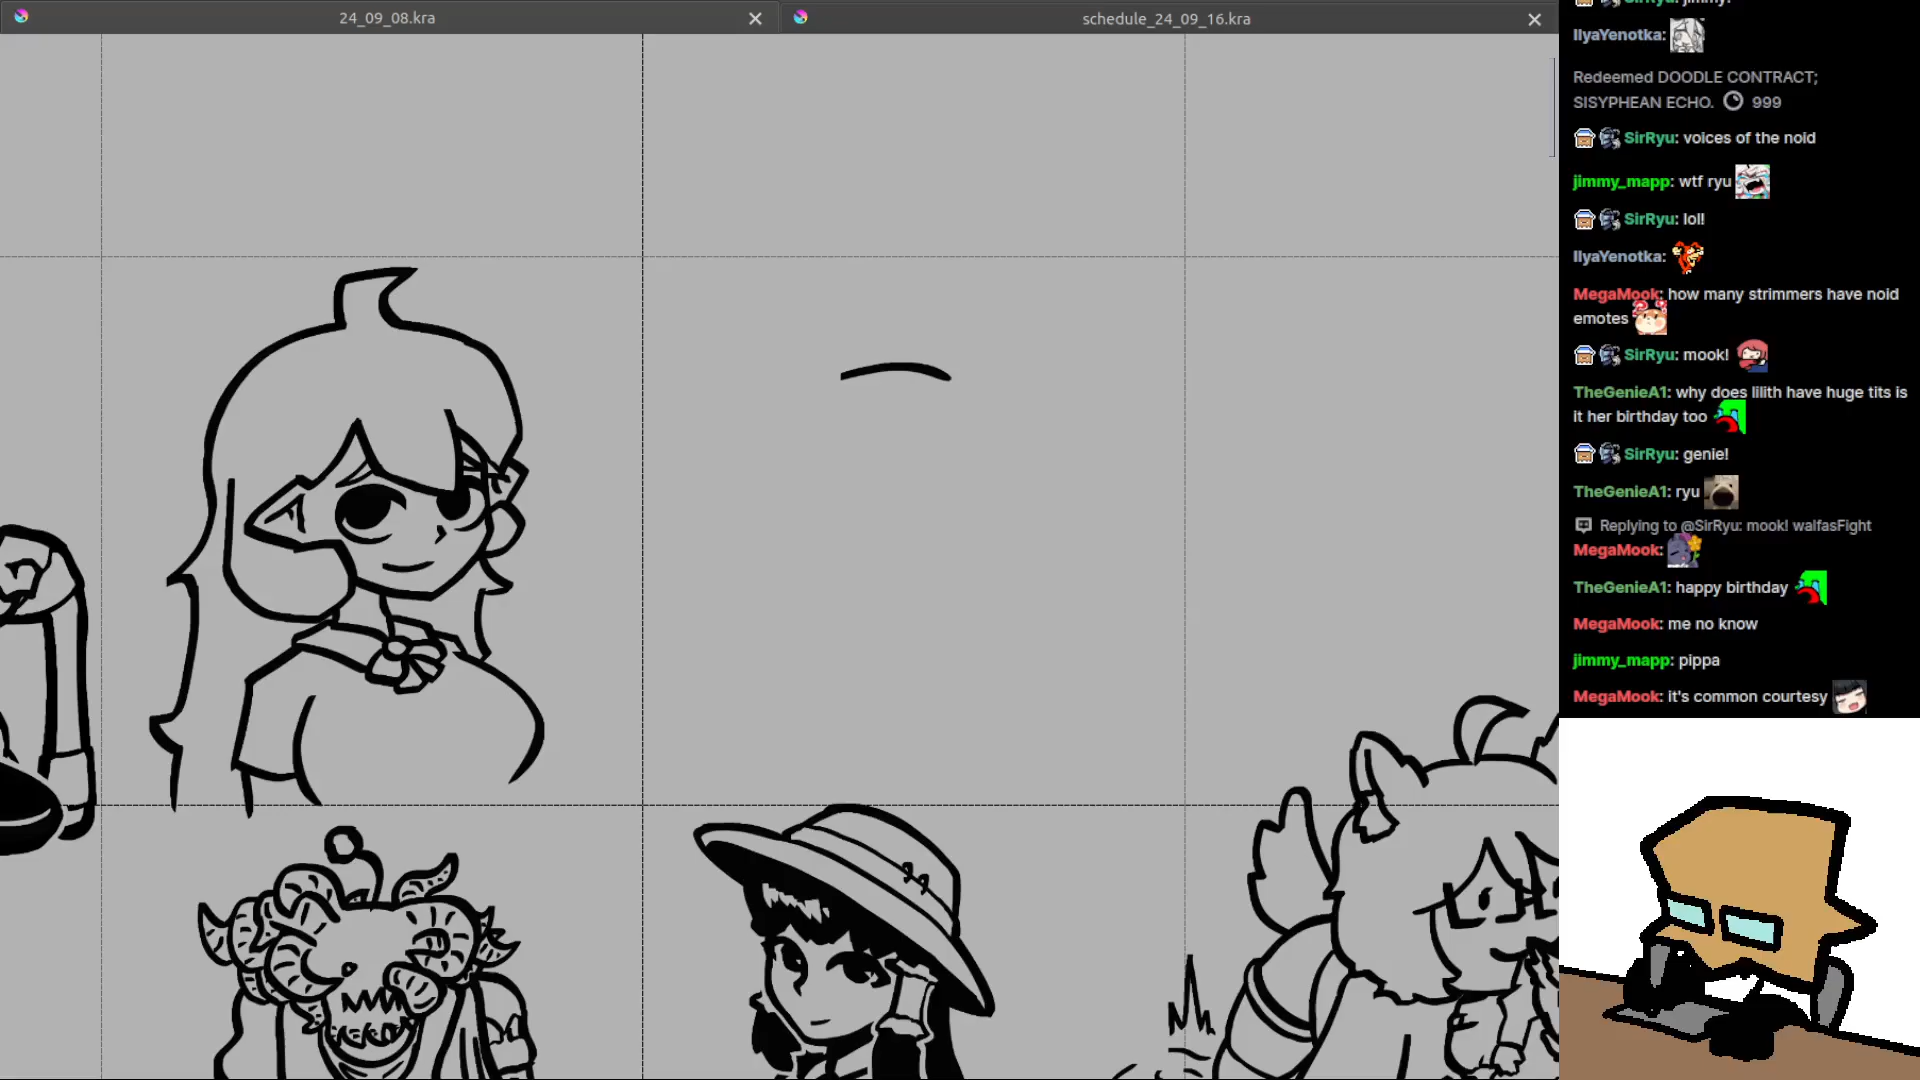 24_09_08.kra
schedule_24_09_16.kra
SirRyu: jimmy!
IlyaYenotka:
Redeemed DOODLE CONTRACT;
SISYPHEAN ECHO. 999
SirRyu: voices of the noid
jimmy_mapp: wtf ryu
SirRyu: lol!
IlyaYenotka:
MegaMook: how many strimmers have noid
emotes
SirRyu: mook!
TheGenieA1: why does lilith have huge tits is
it her birthday too
SirRyu: genie!
TheGenieA1: ryu
Replying to @SirRyu: mook! walfasFight
MegaMook:
TheGenieA1: happy birthday
MegaMook: me no know
jimmy_mapp: pippa
MegaMook: it's common courtesy